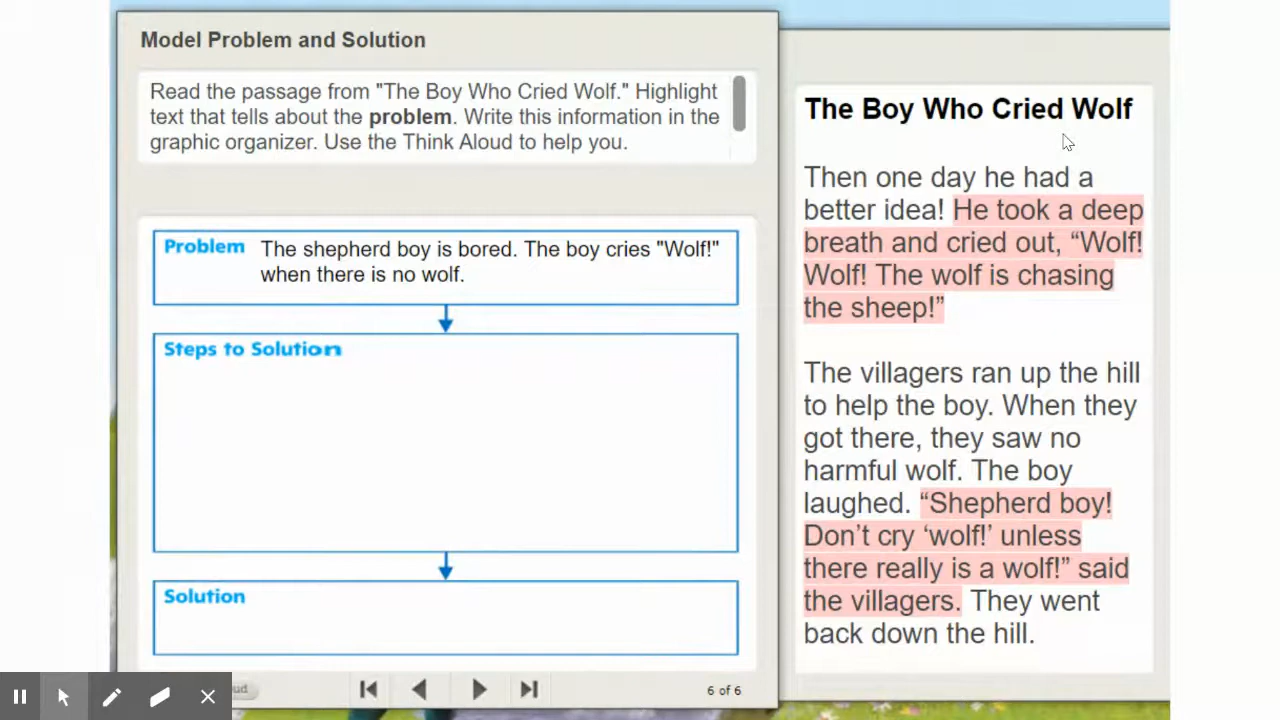 Model Problem and Solution
Read the passage from "The Boy Who Cried Wolf." Highlight
text that tells about the problem. Write this information in the
graphic organizer. Use the Think Aloud to help you.
Problem The shepherd boy is bored. The boy cries "Wolf!"
when there is no wolf.
Steps to Solution
Solution
6 of 6
The Boy Who Cried Wolf
Then one day he had a
better idea! He took a deep
breath and cried out, “Wolf!
Wolf! The wolf is chasing
the sheep!”
The villagers ran up the hill
to help the boy. When they
got there, they saw no
harmful wolf. The boy
laughed. “Shepherd boy!
Don’t cry ‘wolf!’ unless
there really is a wolf!” said
the villagers. They went
back down the hill.